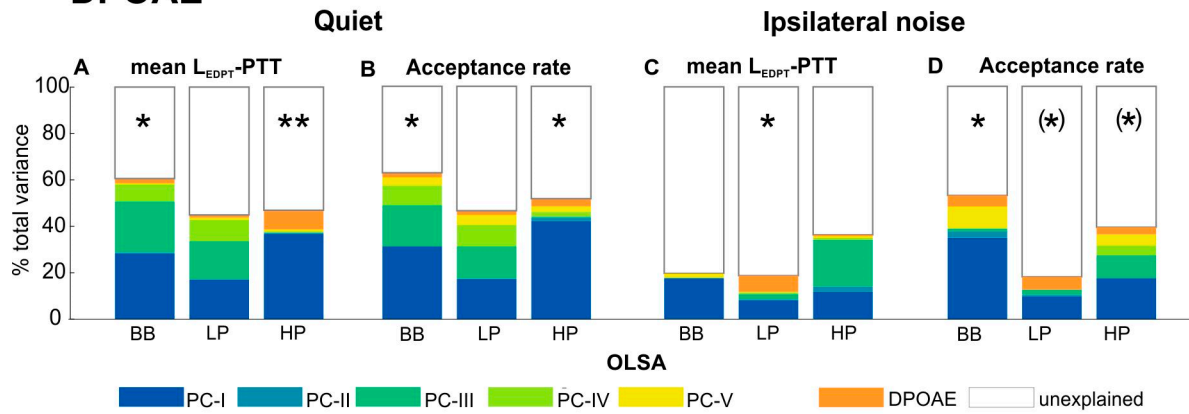 DPOAE
Quiet
Ipsilateral noise
A mean LEDPT-PTT
B Acceptance rate
C mean LEDPT-PTT
D Acceptance rate
% total variance
100
80
60
40
20
0
* ** * * * * (*) (*)
BB LP HP BB LP HP BB LP HP BB LP HP
OLSA
PC-I PC-II PC-III PC-IV PC-V DPOAE unexplained